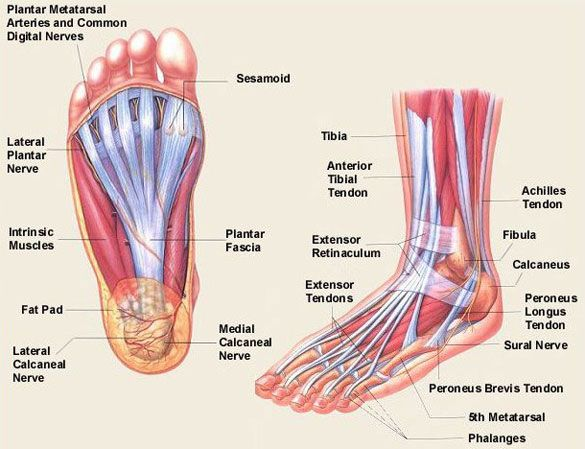 Plantar Metatarsal
Arteries and Common
Digital Nerves
Sesamoid
Lateral
Plantar
Nerve
Intrinsic
Muscles
Plantar
Fascia
Fat Pad
Lateral
Calcaneal
Nerve
Medial
Calcaneal
Nerve
Tibia
Anterior
Tibial
Tendon
Achilles
Tendon
Extensor
Retinaculum
Fibula
Calcaneus
Extensor
Tendons
Peroneus
Longus
Tendon
Sural Nerve
Peroneus Brevis Tendon
5th Metatarsal
Phalanges